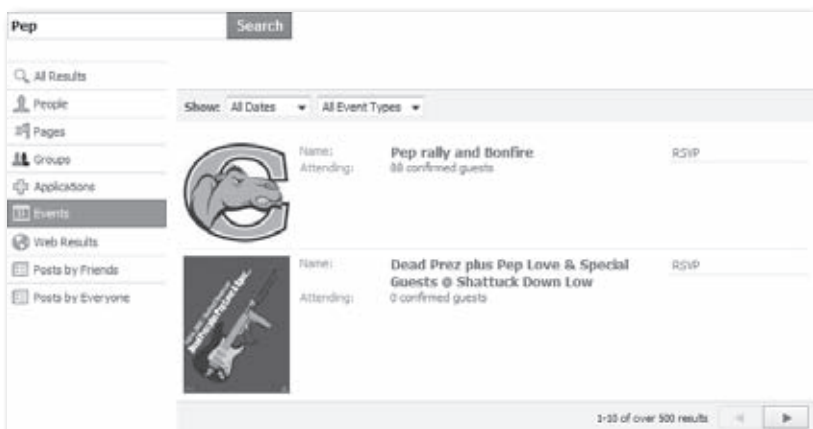 Pep
Search
All Results
People
Pages
Groups
Applications
Events
Web Results
Posts by Friends
Posts by Everyone
Show: All Dates All Event Types
C
Name: Pep rally and Bonfire RSVP
Attending: 88 confirmed guests
Name: Dead Prez plus Pep Love & Special
Guests @ Shattuck Down Low RSVP
Attending: 0 confirmed guests
1-10 of over 500 results